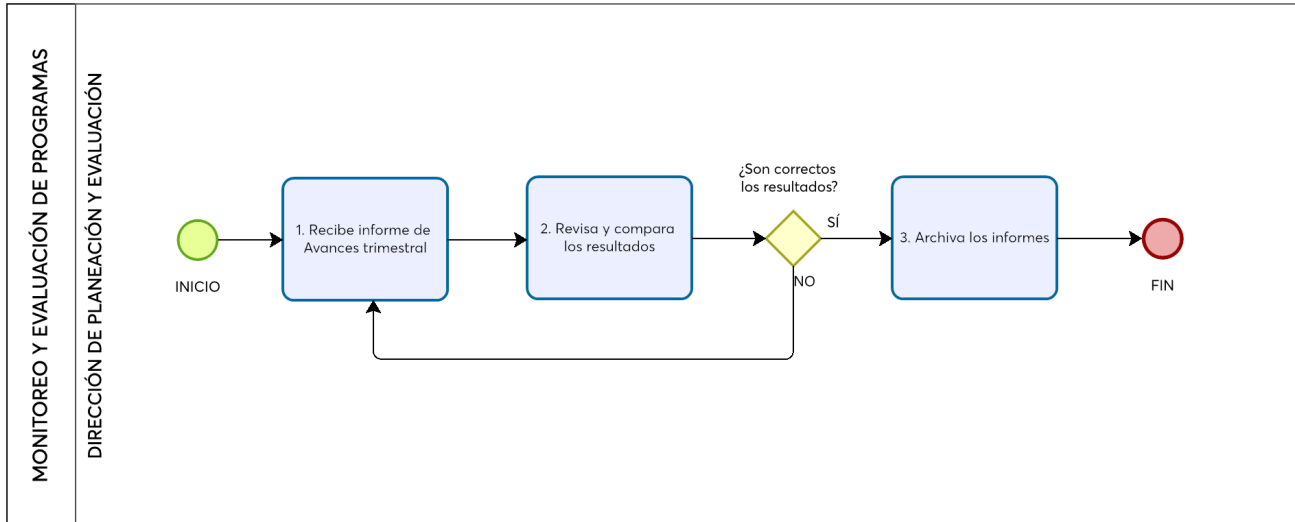 MONITOREO Y EVALUACIÓN DE PROGRAMAS
DIRECCIÓN DE PLANEACIÓN Y EVALUACIÓN
INICIO
1. Recibe informe de
Avances trimestral
2. Revisa y compara
los resultados
¿Son correctos
los resultados?
SÍ
NO
3. Archiva los informes
FIN